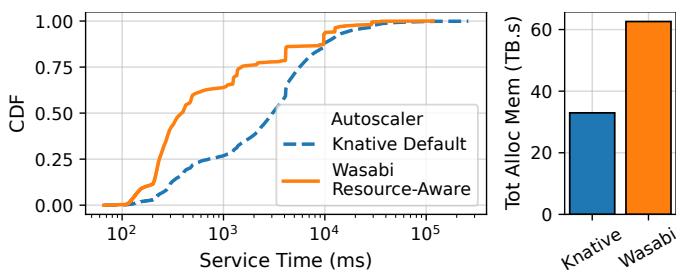 CDF
1.00
0.75
0.50
0.25
0.00
10²
10³
10⁴
10⁵
Service Time (ms)
Autoscaler
Knative Default
Wasabi
Resource-Aware
Tot Alloc Mem (TB.s)
60
40
20
0
Knative
Wasabi